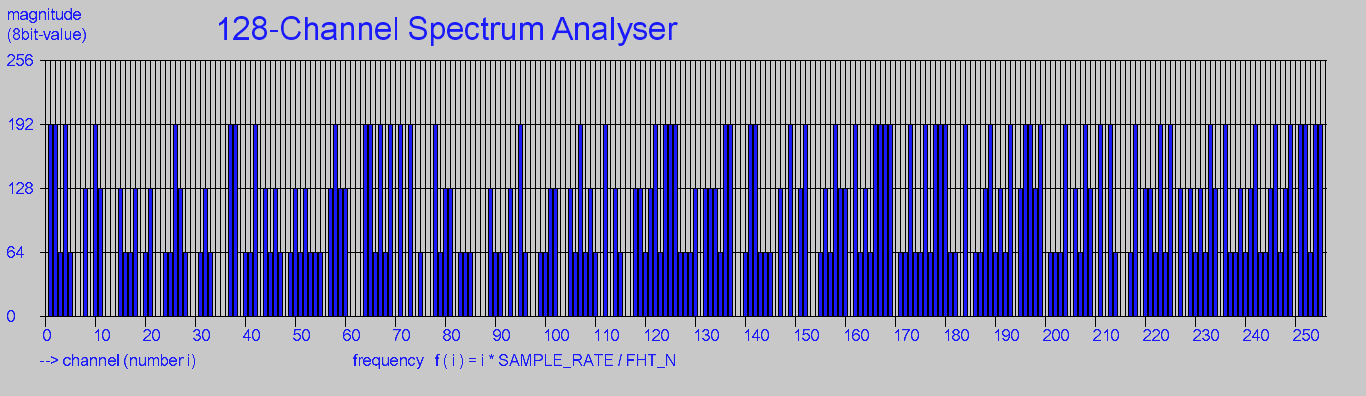 magnitude
(8bit-value)
128-Channel Spectrum Analyser
256
192
128
64
0
0 10 20 30 40 50 60 70 80 90 100 110 120 130 140 150 160 170 180 190 200 210 220 230 240 250
--> channel (number i) frequency f ( i ) = i * SAMPLE_RATE / FHT_N